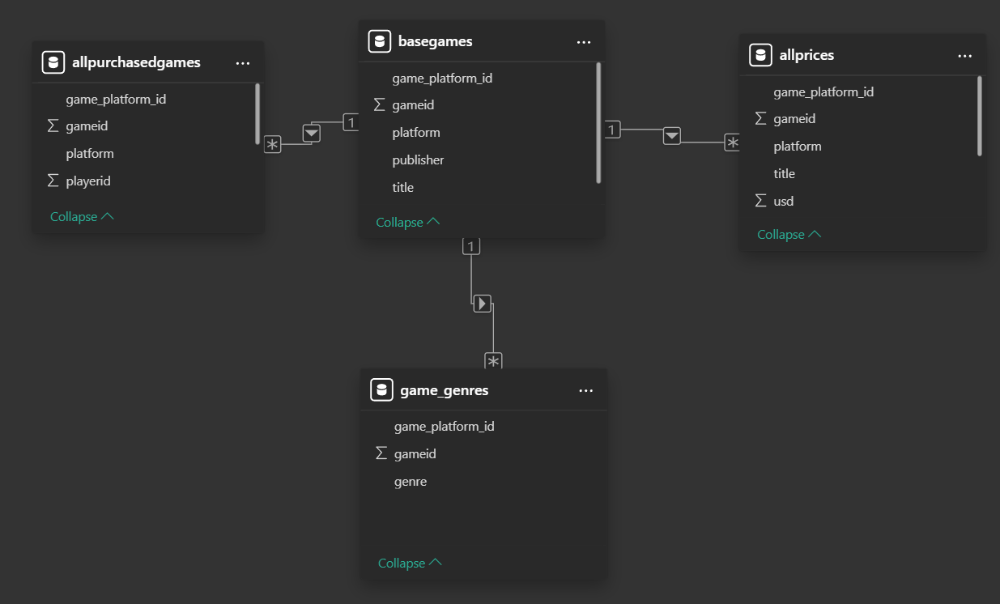 allpurchasedgames
game_platform_id
Σ gameid
platform
Σ playerid
Collapse
basegames
game_platform_id
Σ gameid
platform
publisher
title
Collapse
allprices
game_platform_id
Σ gameid
platform
title
Σ usd
Collapse
* 1
1 *
1
*
game_genres
game_platform_id
Σ gameid
genre
Collapse